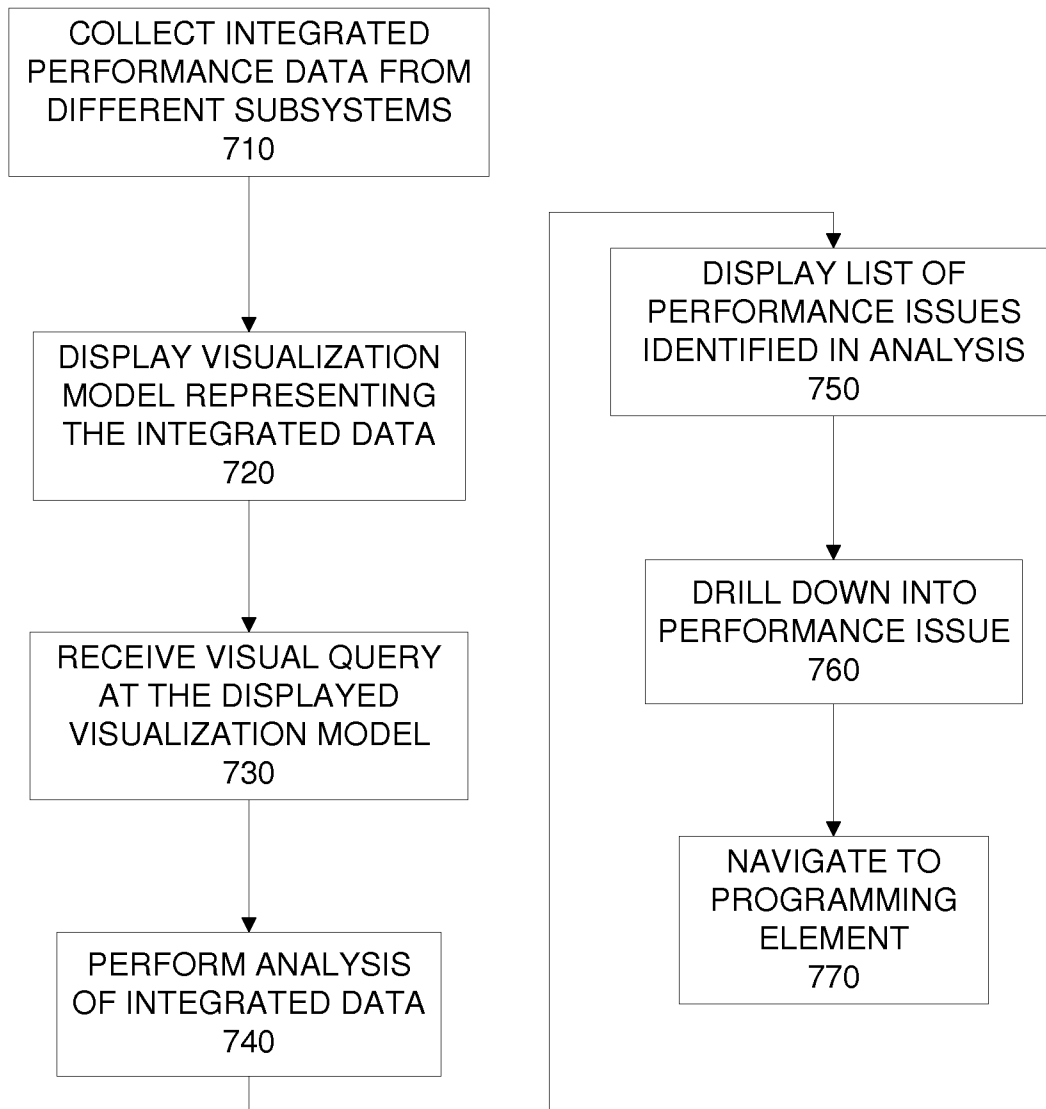 COLLECT INTEGRATED
PERFORMANCE DATA FROM
DIFFERENT SUBSYSTEMS
710
DISPLAY VISUALIZATION
MODEL REPRESENTING
THE INTEGRATED DATA
720
RECEIVE VISUAL QUERY
AT THE DISPLAYED
VISUALIZATION MODEL
730
PERFORM ANALYSIS
OF INTEGRATED DATA
740
DISPLAY LIST OF
PERFORMANCE ISSUES
IDENTIFIED IN ANALYSIS
750
DRILL DOWN INTO
PERFORMANCE ISSUE
760
NAVIGATE TO
PROGRAMMING
ELEMENT
770